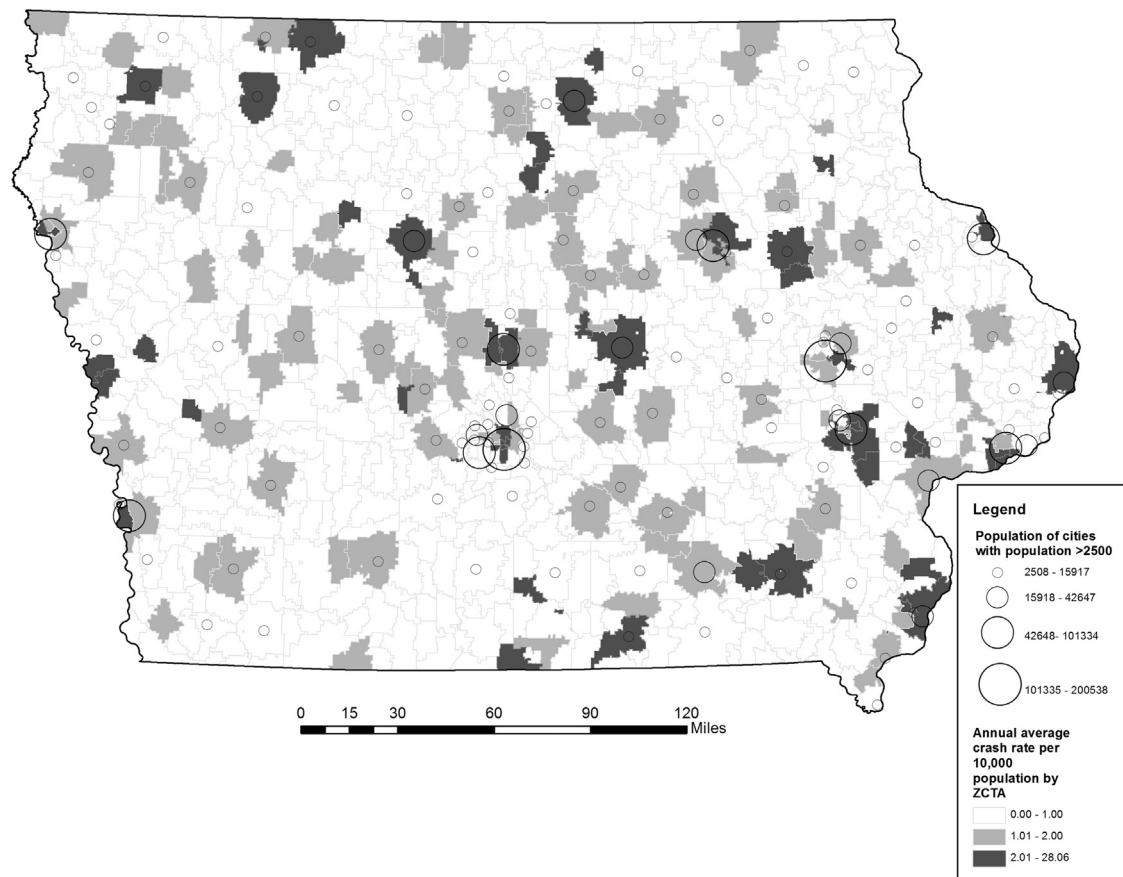 Legend
Population of cities
with population >2500
2508 - 15917
15918 - 42647
42648- 101334
101335 - 200538
0 15 30 60 90 120
Miles
Annual average
crash rate per
10,000
population by
ZCTA
0.00 - 1.00
1.01 - 2.00
2.01 - 28.06